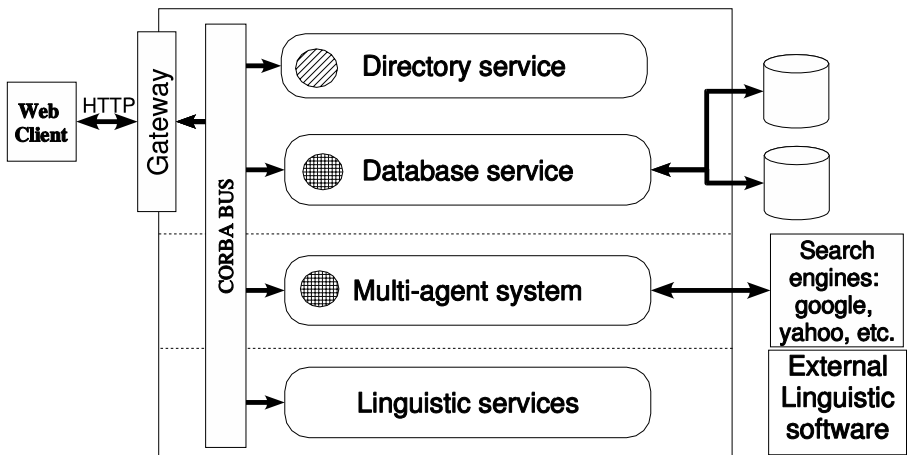 Web
Client
HTTP
Gateway
CORBA BUS
Directory service
Database service
Multi-agent system
Linguistic services
Search
engines:
google,
yahoo, etc.
External
Linguistic
software